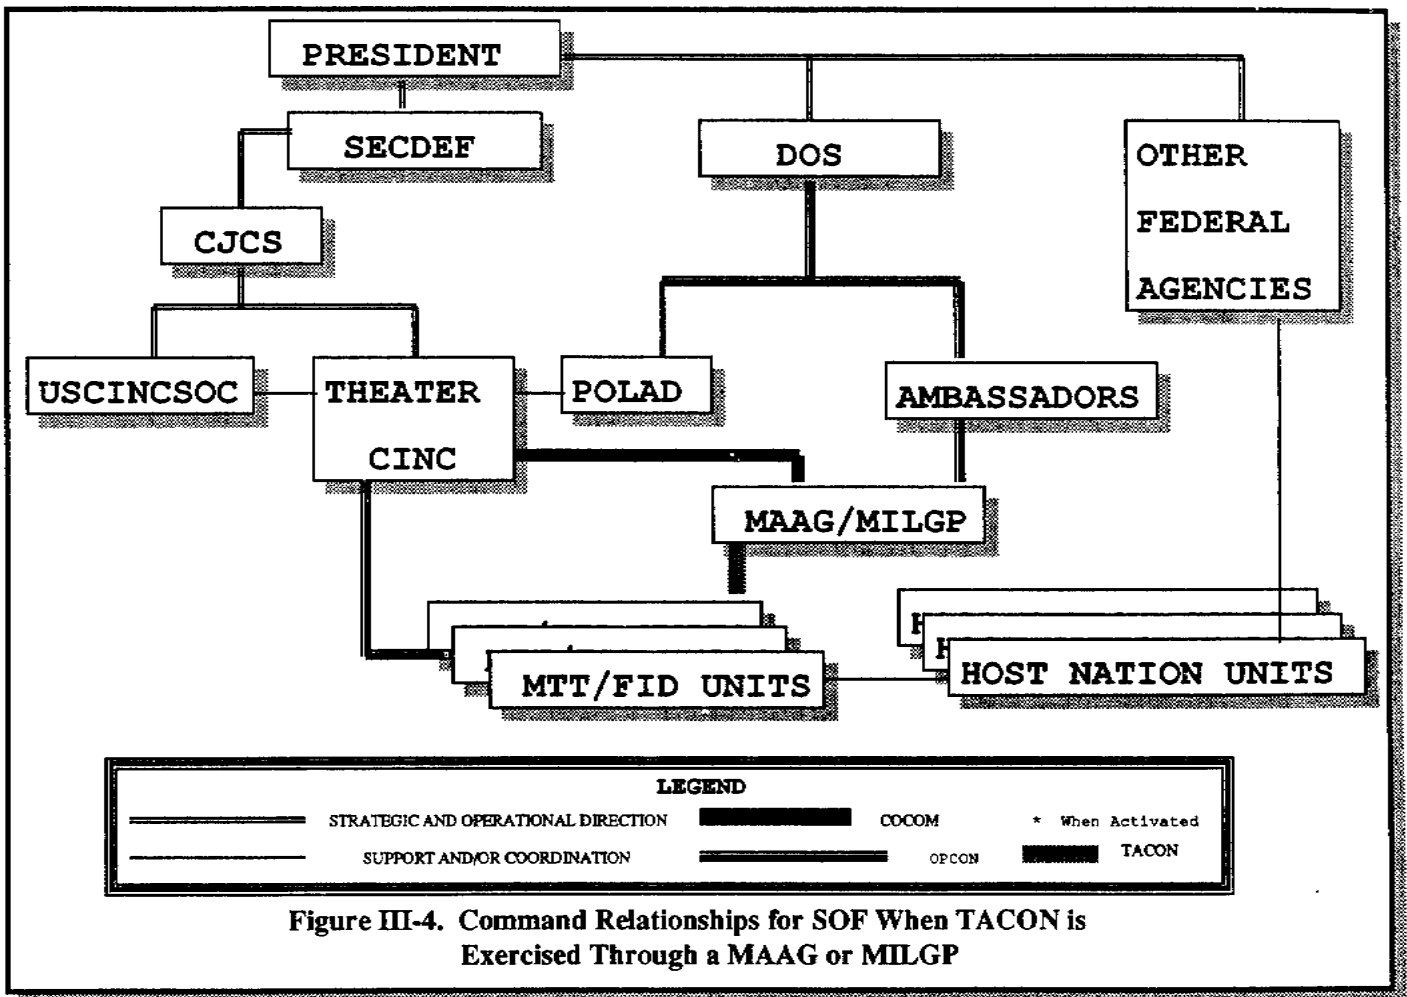 PRESIDENT
SECDEF
DOS
OTHER
FEDERAL
AGENCIES
CJCS
USCINCSOC
THEATER
CINC
POLAD
AMBASSADORS
MAAG/MILGP
H
H
MTT/FID UNITS
HOST NATION UNITS
LEGEND
STRATEGIC AND OPERATIONAL DIRECTION
COCOM
* When Activated
SUPPORT AND/OR COORDINATION
OPCON
TACON
Figure III-4. Command Relationships for SOF When TACON is
Exercised Through a MAAG or MILGP